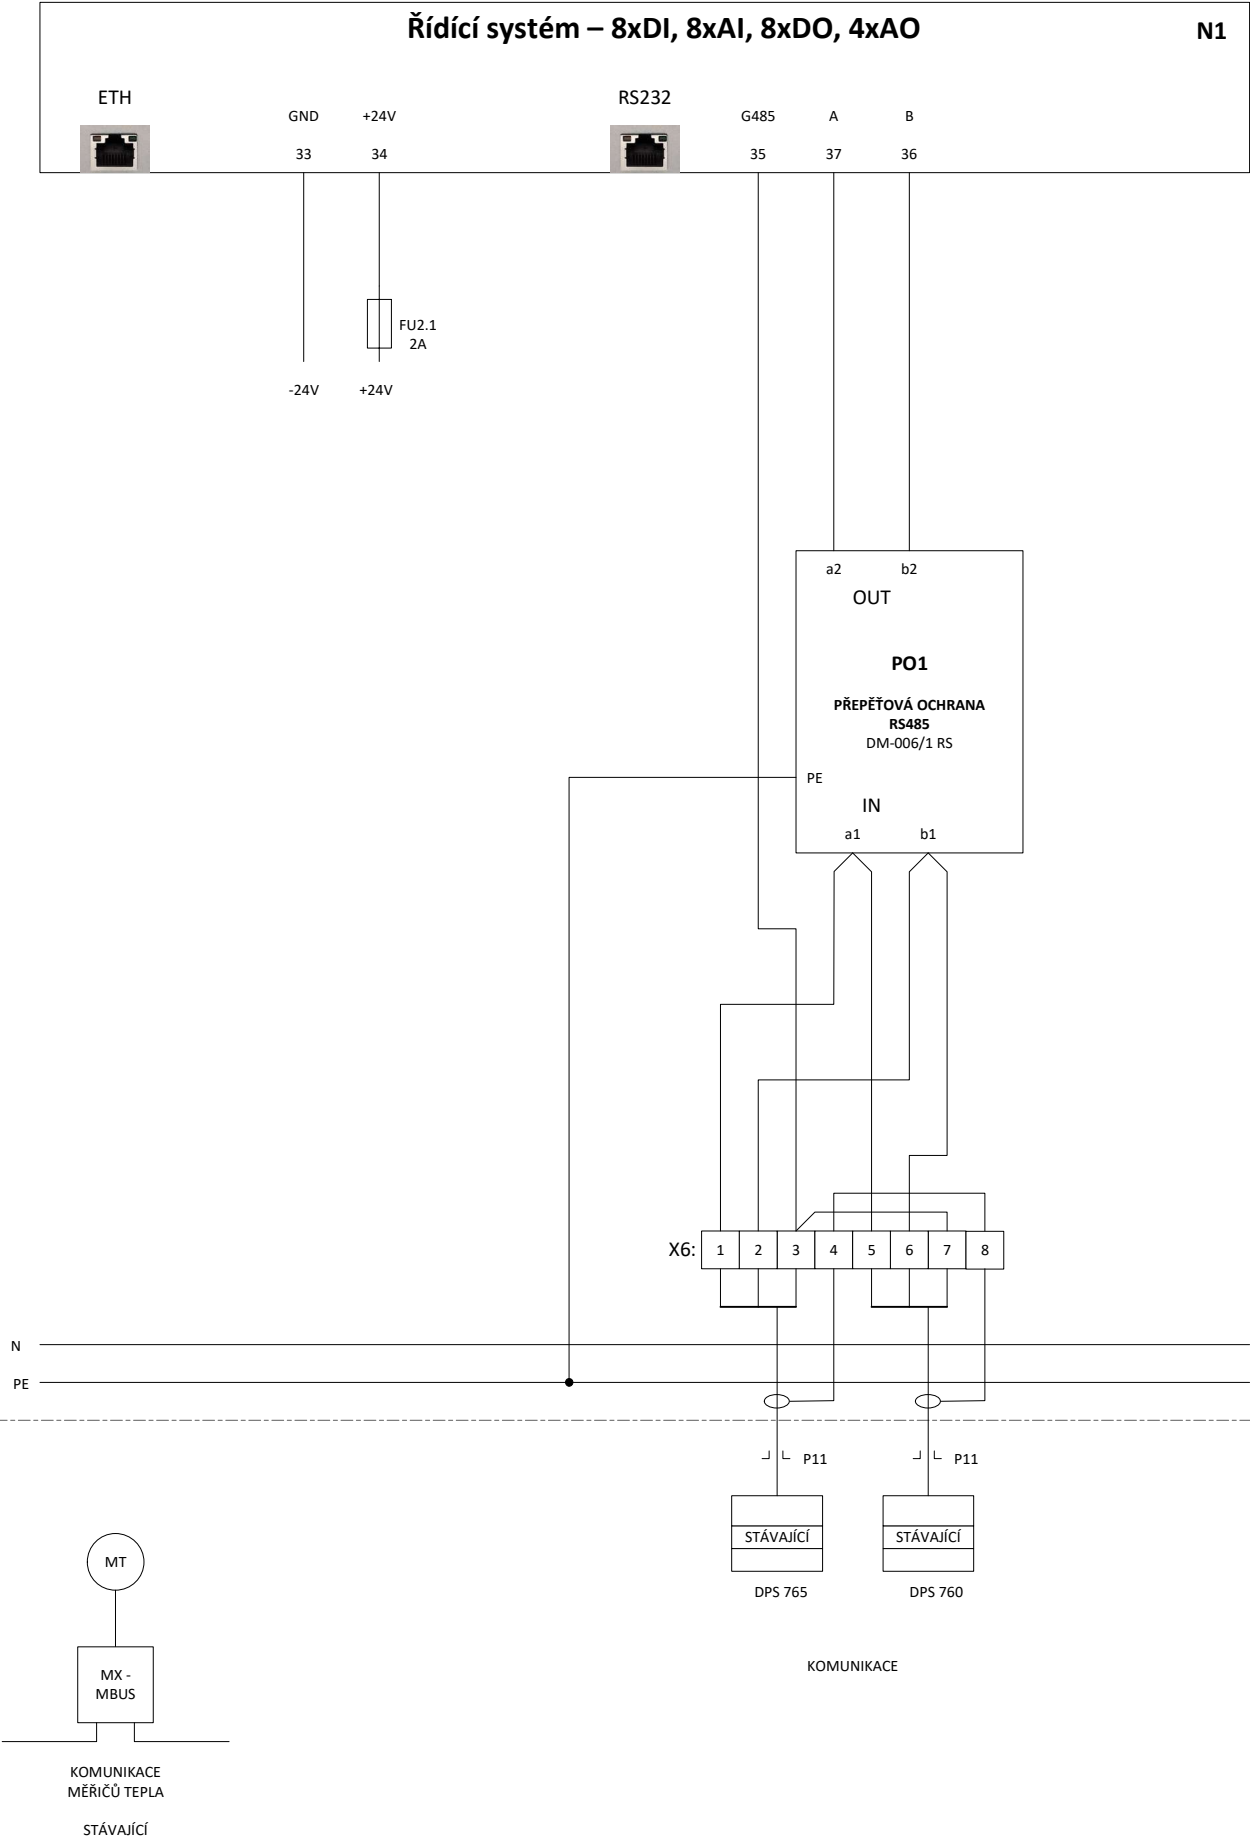 Řídící systém – 8xDI, 8xAI, 8xDO, 4xAO
N1
ETH
RS232
GND
+24V
G485
A
B
33
34
35
37
36
FU2.1
2A
-24V
+24V
a2
b2
OUT
PO1
PŘEPĚŤOVÁ OCHRANA
RS485
DM-006/1 RS
PE
IN
a1
b1
X6:
1
2
3
4
5
6
7
8
N
PE
P11
P11
STÁVAJÍCÍ
STÁVAJÍCÍ
DPS 765
DPS 760
KOMUNIKACE
MT
MX -
MBUS
KOMUNIKACE
MĚŘIČŮ TEPLA
STÁVAJÍCÍ